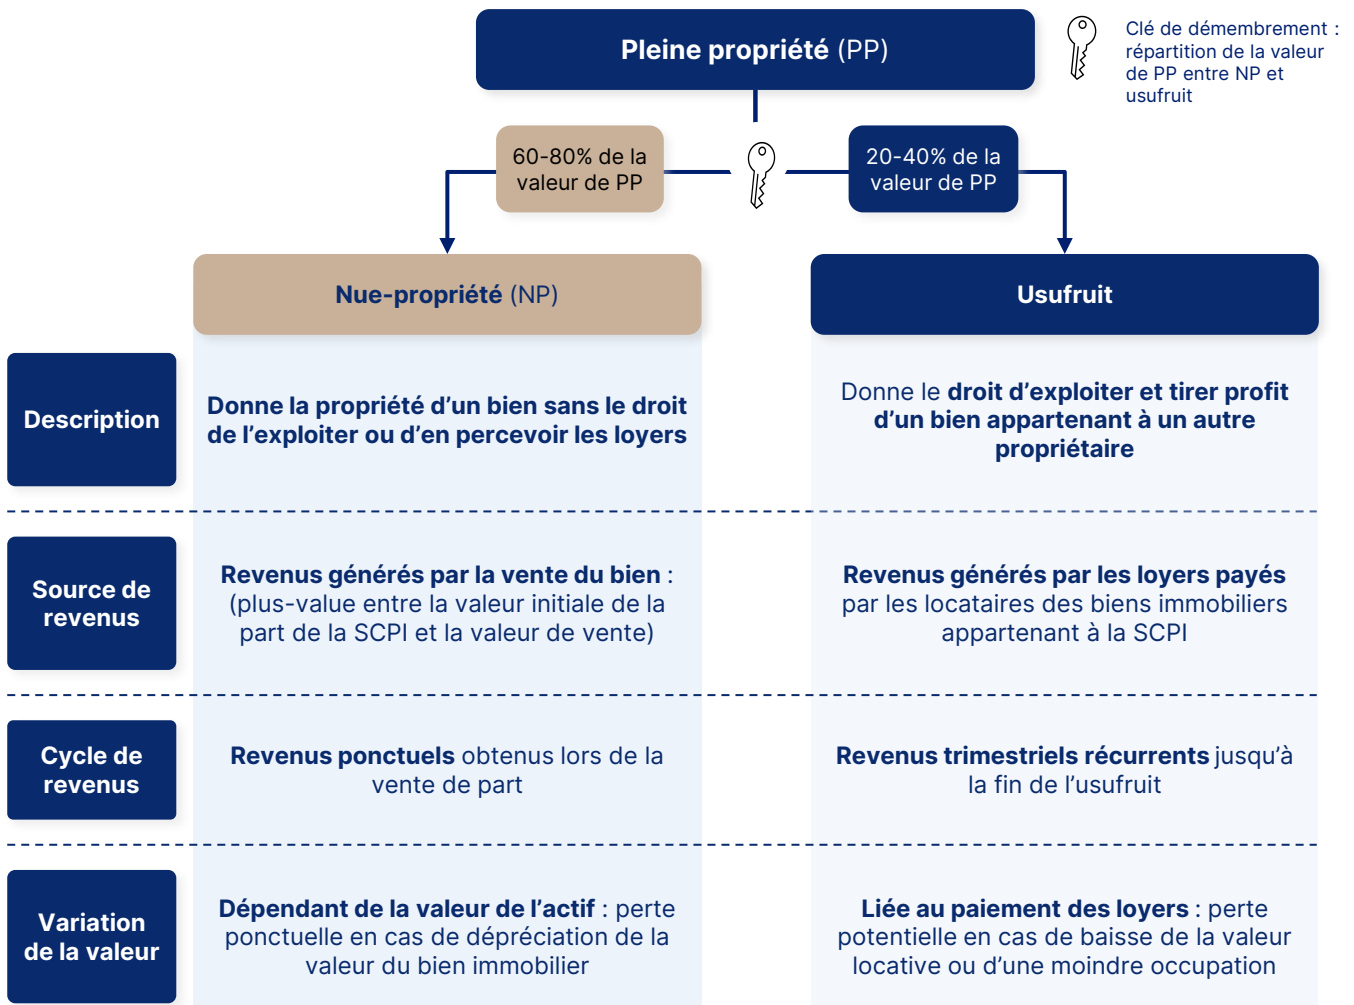 Pleine propriété (PP)
Clé de démembrement :
répartition de la valeur
de PP entre NP et
usufruit
60-80% de la
valeur de PP
20-40% de la
valeur de PP
Nue-propriété (NP)
Usufruit
Description
Donne la propriété d’un bien sans le droit
de l’exploiter ou d’en percevoir les loyers
Donne le droit d’exploiter et tirer profit
d’un bien appartenant à un autre
propriétaire
Source de
revenus
Revenus générés par la vente du bien :
(plus-value entre la valeur initiale de la
part de la SCPI et la valeur de vente)
Revenus générés par les loyers payés
par les locataires des biens immobiliers
appartenant à la SCPI
Cycle de
revenus
Revenus ponctuels obtenus lors de la
vente de part
Revenus trimestriels récurrents jusqu’à
la fin de l’usufruit
Variation
de la valeur
Dépendant de la valeur de l’actif : perte
ponctuelle en cas de dépréciation de la
valeur du bien immobilier
Liée au paiement des loyers : perte
potentielle en cas de baisse de la valeur
locative ou d’une moindre occupation